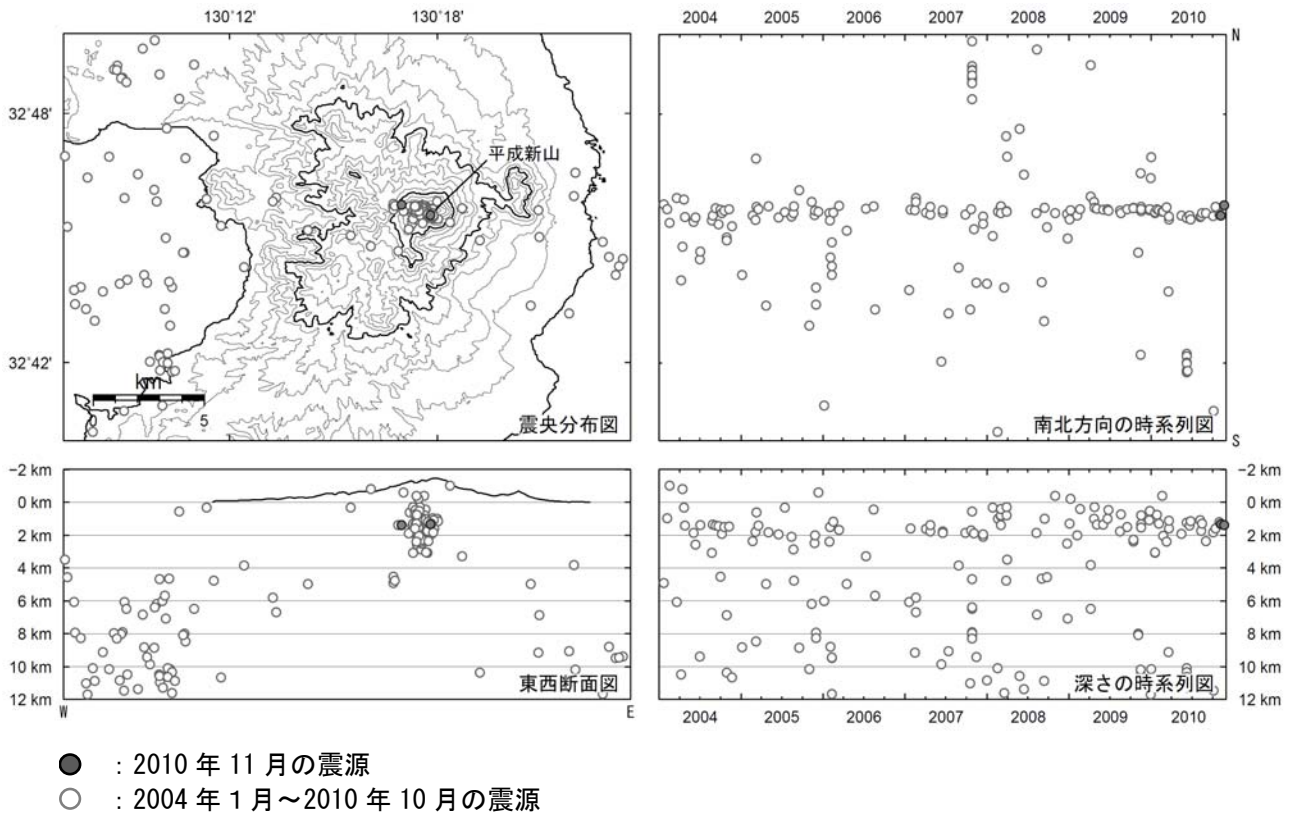 130°12' 130°18'
2004 2005 2006 2007 2008 2009 2010
N
32°48'
平成新山
32°42'
km
0 5
震央分布図
南北方向の時系列図
S
−2 km
0 km
2 km
4 km
6 km
8 km
10 km
12 km
W E
東西断面図
−2 km
0 km
2 km
4 km
6 km
8 km
10 km
12 km
深さの時系列図
2004 2005 2006 2007 2008 2009 2010
● ：2010 年 11 月の震源
○ ：2004 年 1 月～2010 年 10 月の震源